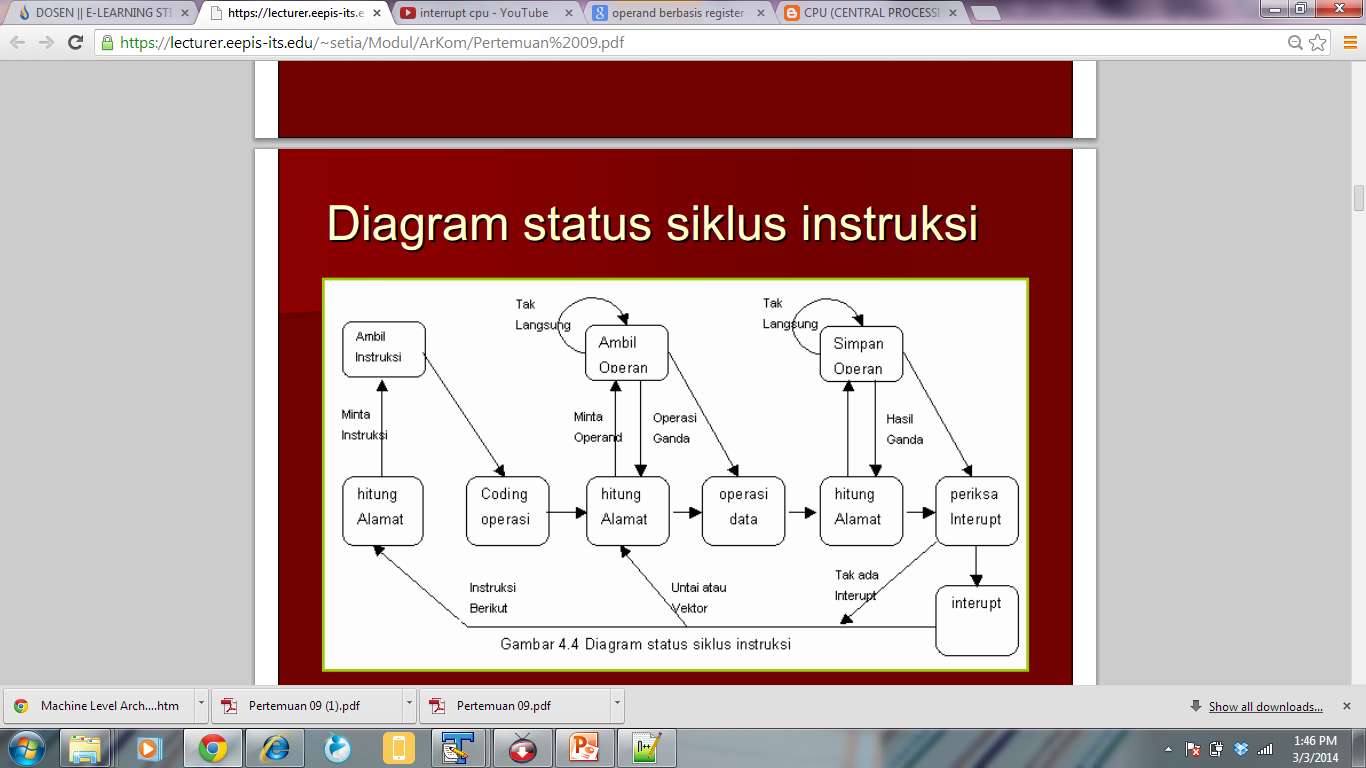 DOSEN || E-LEARNING STI
https://lecturer.eepis-its.e
interrupt cpu - YouTube
operand berbasis register
CPU (CENTRAL PROCESSI
https://lecturer.eepis-its.edu/~setia/Modul/ArKom/Pertemuan%2009.pdf
Diagram status siklus instruksi
Ambil
Instruksi
Tak
Langsung
Ambil
Operan
Tak
Langsung
Simpan
Operan
Minta
Instruksi
Minta
Operand
Operasi
Ganda
Hasil
Ganda
hitung
Alamat
Coding
operasi
hitung
Alamat
operasi
data
hitung
Alamat
periksa
Interupt
Instruksi
Berikut
Untai atau
Vektor
Tak ada
Interupt
interupt
Gambar 4.4 Diagram status siklus instruksi
Machine Level Arch....htm
Pertemuan 09 (1).pdf
Pertemuan 09.pdf
Show all downloads...
1:46 PM
3/3/2014